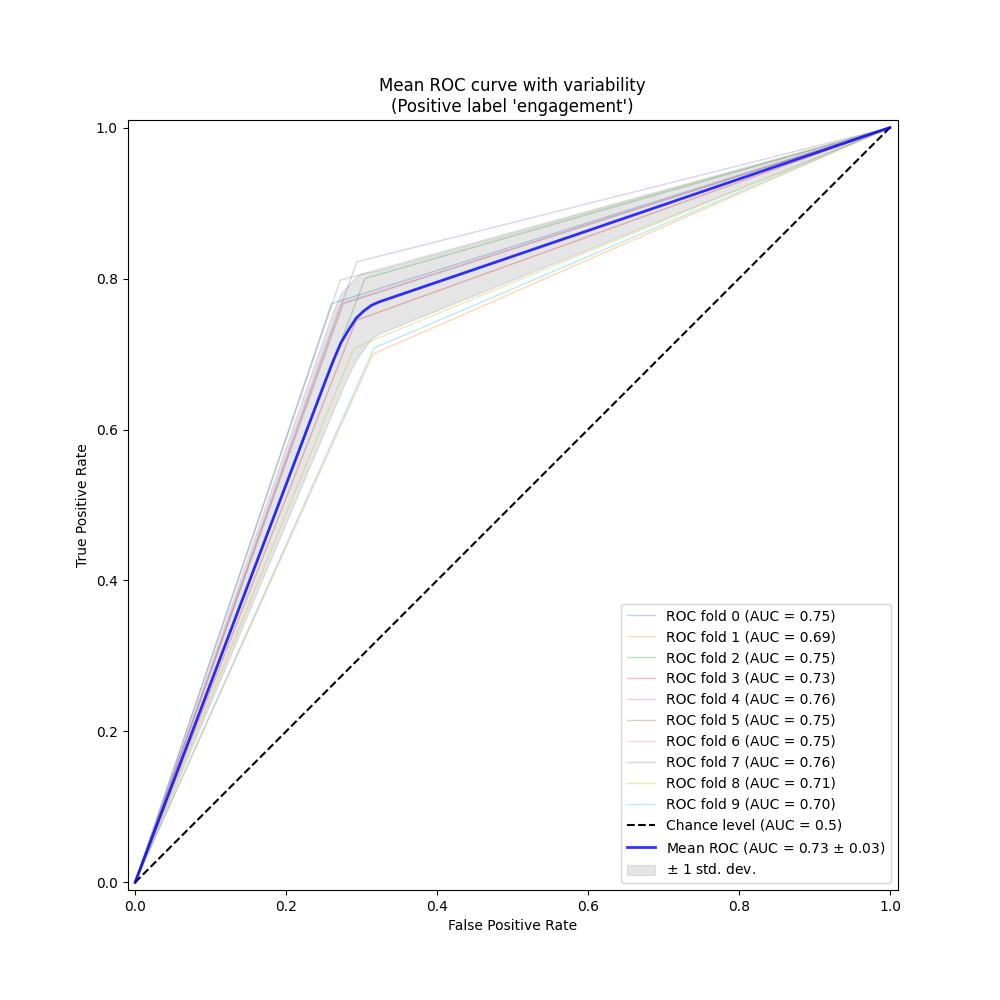 Mean ROC curve with variability
(Positive label 'engagement')
True Positive Rate
1.0
0.8
0.6
0.4
0.2
0.0
0.0 0.2 0.4 0.6 0.8 1.0
False Positive Rate
ROC fold 0 (AUC = 0.75)
ROC fold 1 (AUC = 0.69)
ROC fold 2 (AUC = 0.75)
ROC fold 3 (AUC = 0.73)
ROC fold 4 (AUC = 0.76)
ROC fold 5 (AUC = 0.75)
ROC fold 6 (AUC = 0.75)
ROC fold 7 (AUC = 0.76)
ROC fold 8 (AUC = 0.71)
ROC fold 9 (AUC = 0.70)
Chance level (AUC = 0.5)
Mean ROC (AUC = 0.73 ± 0.03)
± 1 std. dev.